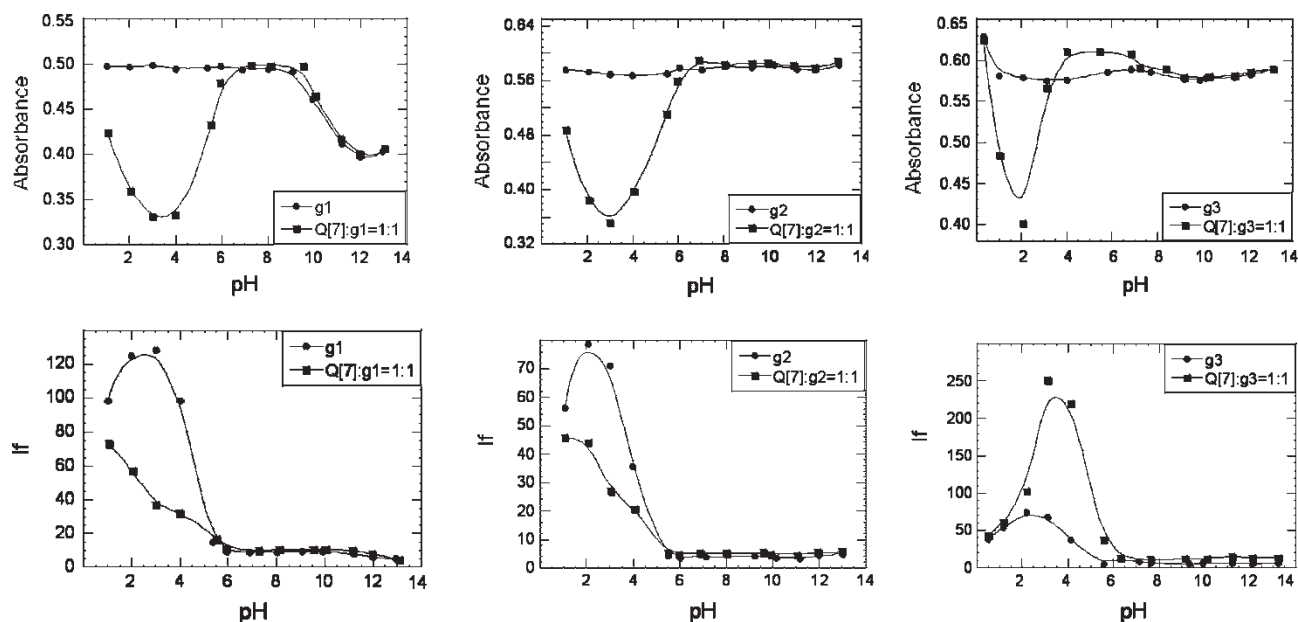 0.55
0.50
0.45
0.40
0.35
0.30
Absorbance
g1
Q[7]:g1=1:1
2 4 6 8 10 12 14
pH
0.64
0.56
0.48
0.40
0.32
Absorbance
g2
Q[7]:g2=1:1
2 4 6 8 10 12 14
pH
0.65
0.60
0.55
0.50
0.45
0.40
Absorbance
g3
Q[7]:g3=1:1
2 4 6 8 10 12 14
pH
120
100
80
60
40
20
0
If
g1
Q[7]:g1=1:1
2 4 6 8 10 12 14
pH
70
60
50
40
30
20
10
0
If
g2
Q[7]:g2=1:1
2 4 6 8 10 12 14
pH
250
200
150
100
50
0
If
g3
Q[7]:g3=1:1
2 4 6 8 10 12 14
pH